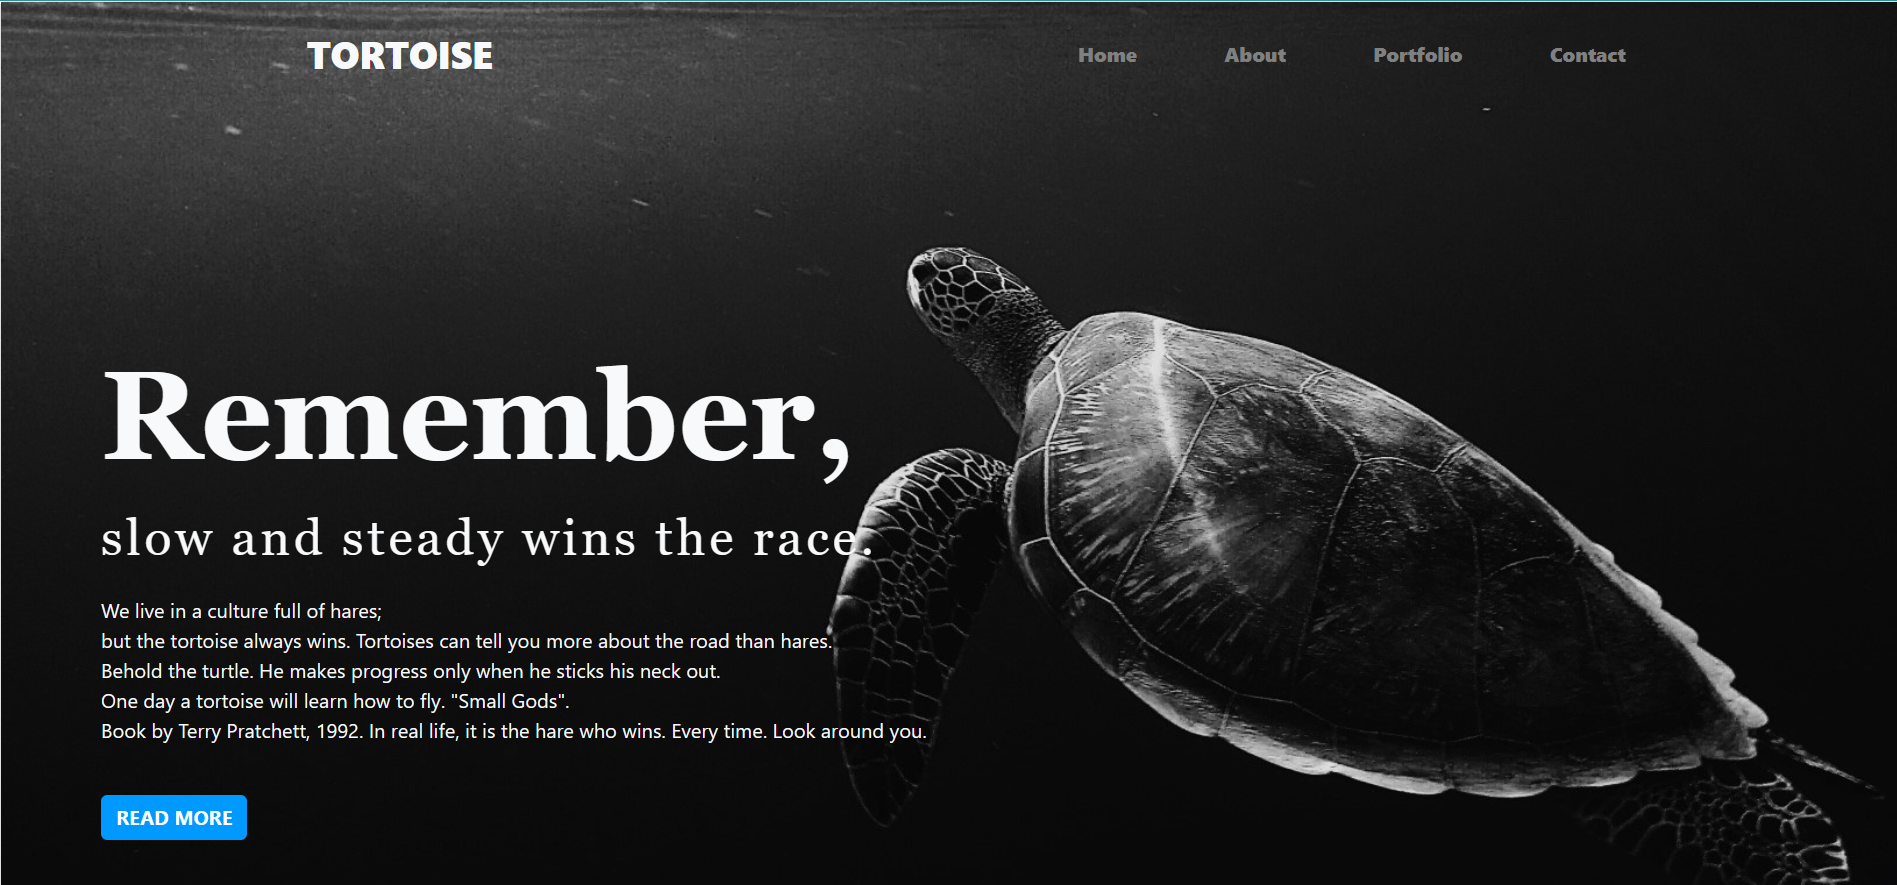 TORTOISE
Home About Portfolio Contact
Remember,
slow and steady wins the race.
We live in a culture full of hares;
but the tortoise always wins. Tortoises can tell you more about the road than hares.
Behold the turtle. He makes progress only when he sticks his neck out.
One day a tortoise will learn how to fly. "Small Gods".
Book by Terry Pratchett, 1992. In real life, it is the hare who wins. Every time. Look around you.
READ MORE